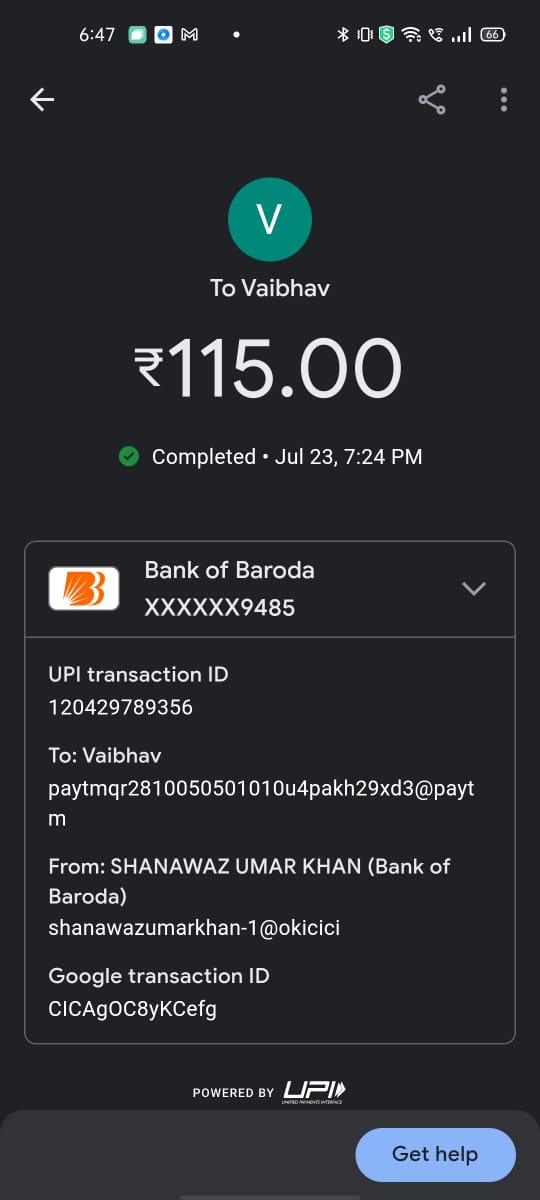 6:47
66
V
To Vaibhav
₹115.00
Completed • Jul 23, 7:24 PM
Bank of Baroda
XXXXXX9485
UPI transaction ID
120429789356
To: Vaibhav
paytmqr2810050501010u4pakh29xd3@payt
m
From: SHANAWAZ UMAR KHAN (Bank of
Baroda)
shanawazumarkhan-1@okicici
Google transaction ID
CICAgOC8yKCefg
POWERED BY UPI
UNIFIED PAYMENTS INTERFACE
Get help